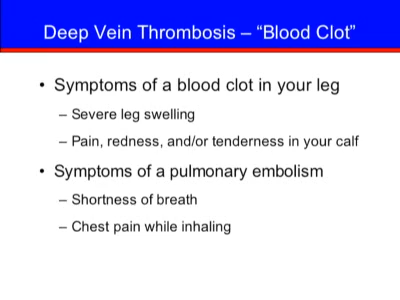 Deep Vein Thrombosis – “Blood Clot”
• Symptoms of a blood clot in your leg
– Severe leg swelling
– Pain, redness, and/or tenderness in your calf
• Symptoms of a pulmonary embolism
– Shortness of breath
– Chest pain while inhaling